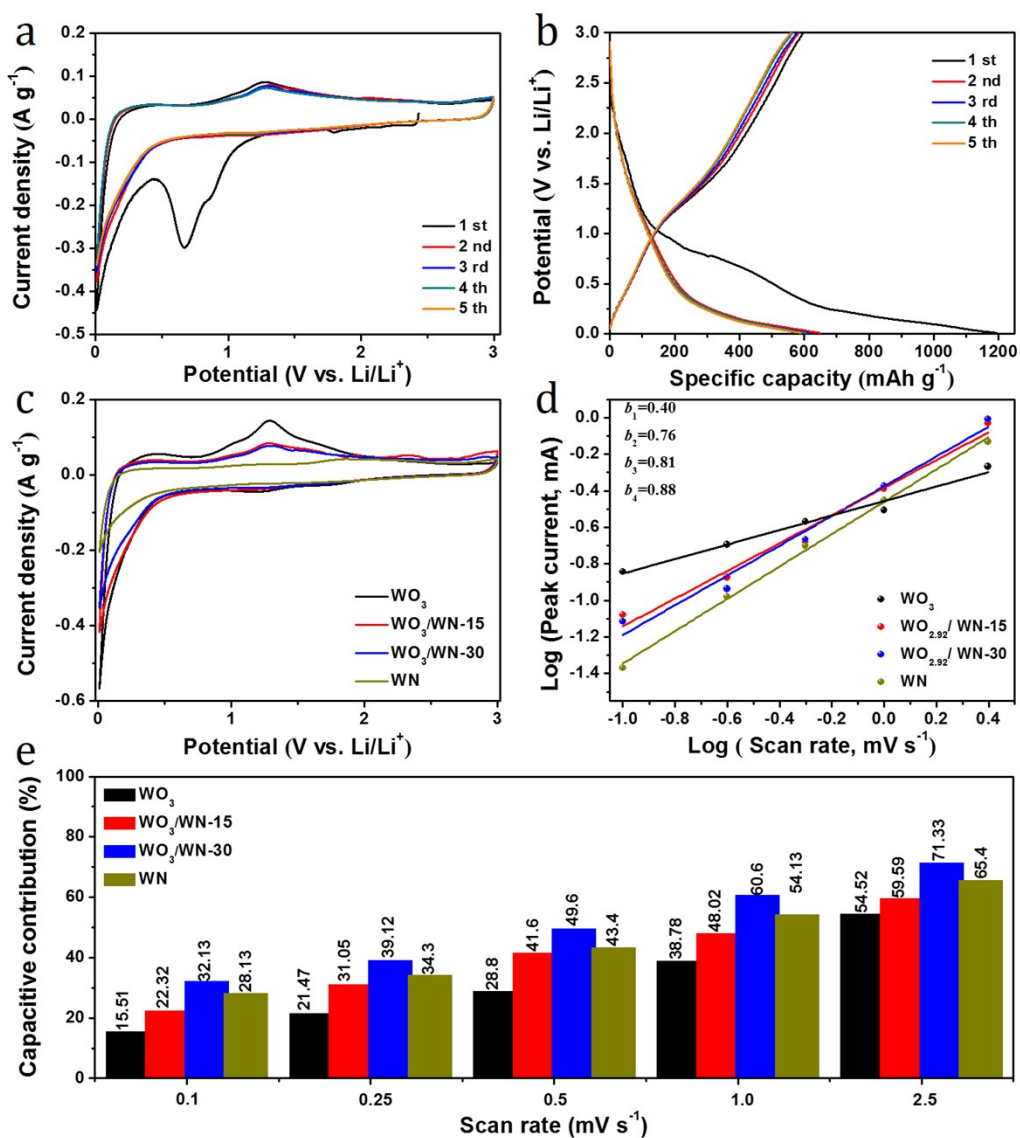 a
0.2
0.1
0.0
-0.1
-0.2
-0.3
-0.4
-0.5
Current density (A g⁻¹)
1 st
2 nd
3 rd
4 th
5 th
0 1 2 3
Potential (V vs. Li/Li⁺)
b
3.0
2.5
2.0
1.5
1.0
0.5
0.0
Potential (V vs. Li/Li⁺)
1 st
2 nd
3 rd
4 th
5 th
0 200 400 600 800 1000 1200
Specific capacity (mAh g⁻¹)
c
0.2
0.0
-0.2
-0.4
-0.6
Current density (A g⁻¹)
WO₃
WO₃/WN-15
WO₃/WN-30
WN
0 1 2 3
Potential (V vs. Li/Li⁺)
d
0.0
-0.2
-0.4
-0.6
-0.8
-1.0
-1.2
-1.4
Log (Peak current, mA)
b₁=0.40
b₂=0.76
b₃=0.81
b₄=0.88
WO₃
WO₂.₉₂/ WN-15
WO₂.₉₂/ WN-30
WN
-1.0 -0.8 -0.6 -0.4 -0.2 0.0 0.2 0.4
Log ( Scan rate, mV s⁻¹)
e
100
80
60
40
20
0
Capacitive contribution (%)
WO₃
WO₃/WN-15
WO₃/WN-30
WN
15.51 22.32 32.13 28.13
21.47 31.05 39.12 34.3
28.8 41.6 49.6 43.4
38.78 48.02 60.6 54.13
54.52 59.59 71.33 65.4
0.1 0.25 0.5 1.0 2.5
Scan rate (mV s⁻¹)